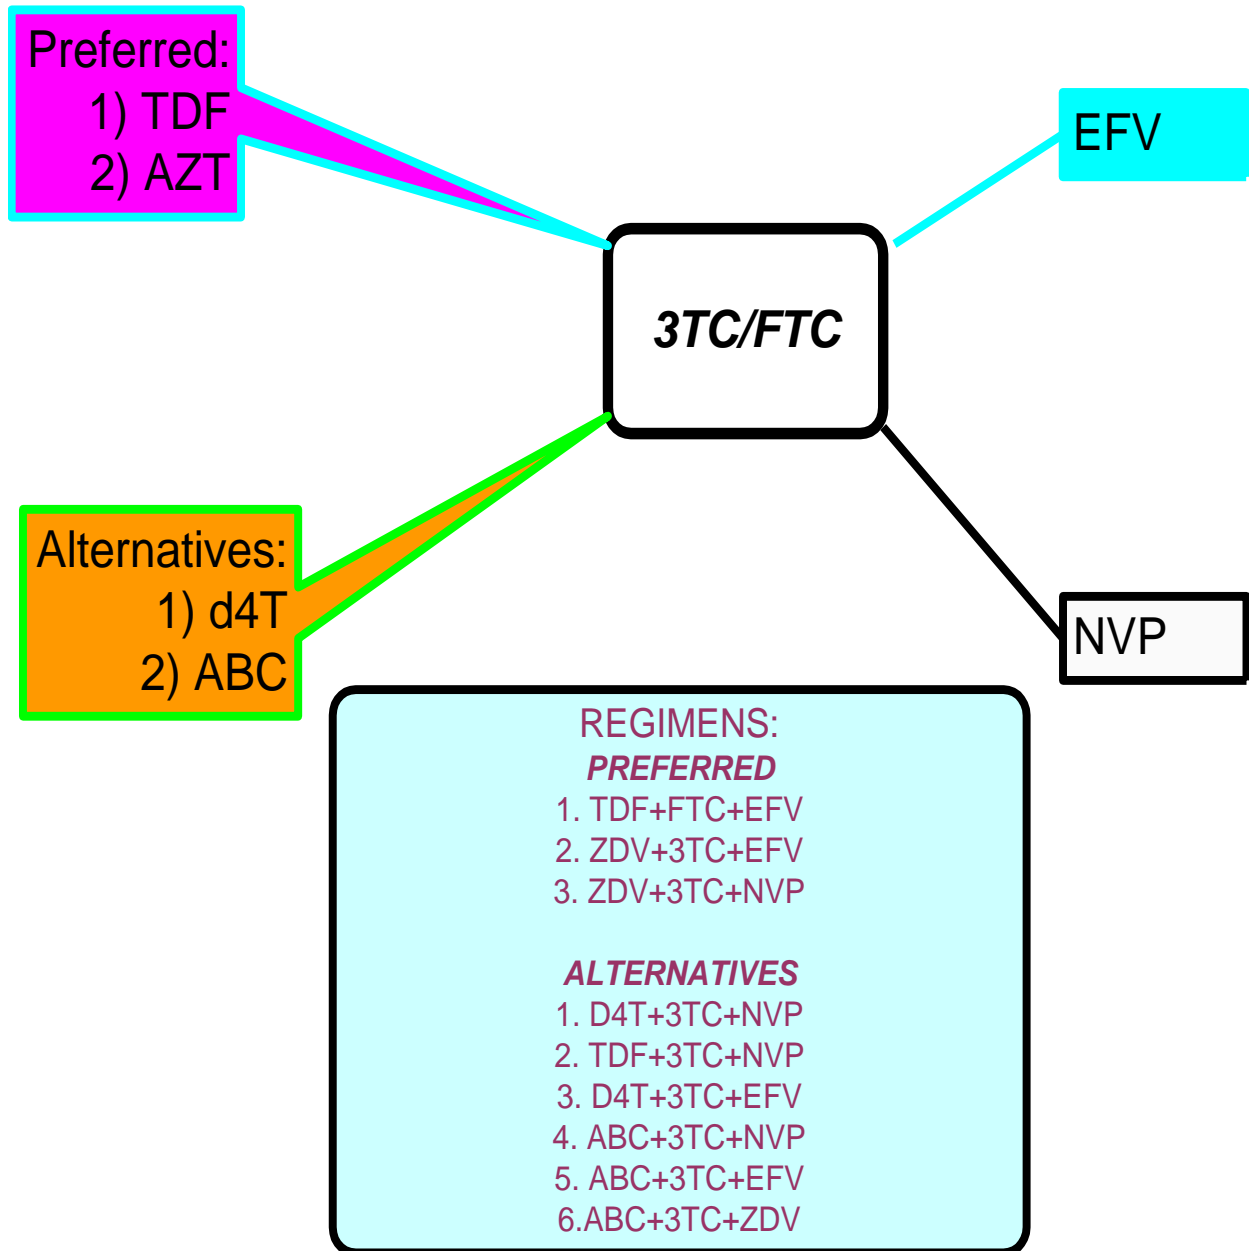 Preferred:
1) TDF
2) AZT
EFV
3TC/FTC
Alternatives:
1) d4T
2) ABC
NVP
REGIMENS:
PREFERRED
1. TDF+FTC+EFV
2. ZDV+3TC+EFV
3. ZDV+3TC+NVP
ALTERNATIVES
1. D4T+3TC+NVP
2. TDF+3TC+NVP
3. D4T+3TC+EFV
4. ABC+3TC+NVP
5. ABC+3TC+EFV
6.ABC+3TC+ZDV